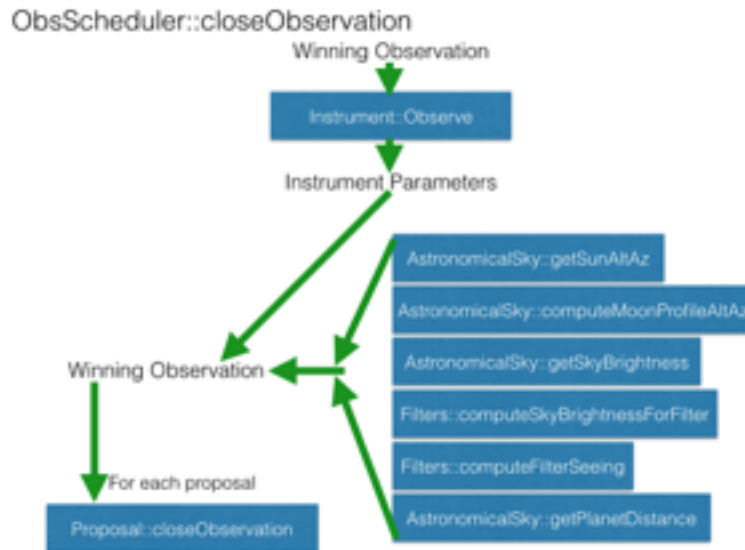 ObsScheduler::closeObservation
Winning Observation
Instrument::Observe
Instrument Parameters
AstronomicalSky::getSunAltAz
AstronomicalSky::computeMoonProfileAltAz
Winning Observation
AstronomicalSky::getSkyBrightness
Filters::computeSkyBrightnessForFilter
Filters::computeFilterSeeing
For each proposal
AstronomicalSky::getPlanetDistance
Proposal::closeObservation